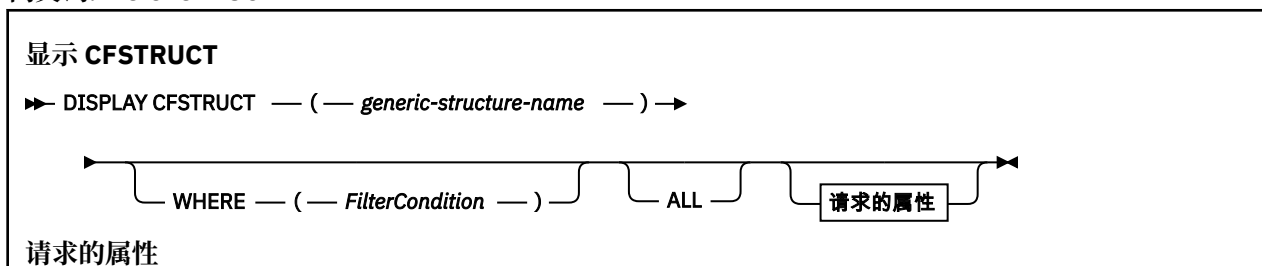 显示 CFSTRUCT
DISPLAY CFSTRUCT ( generic-structure-name )
WHERE ( FilterCondition ) ALL 请求的属性
请求的属性